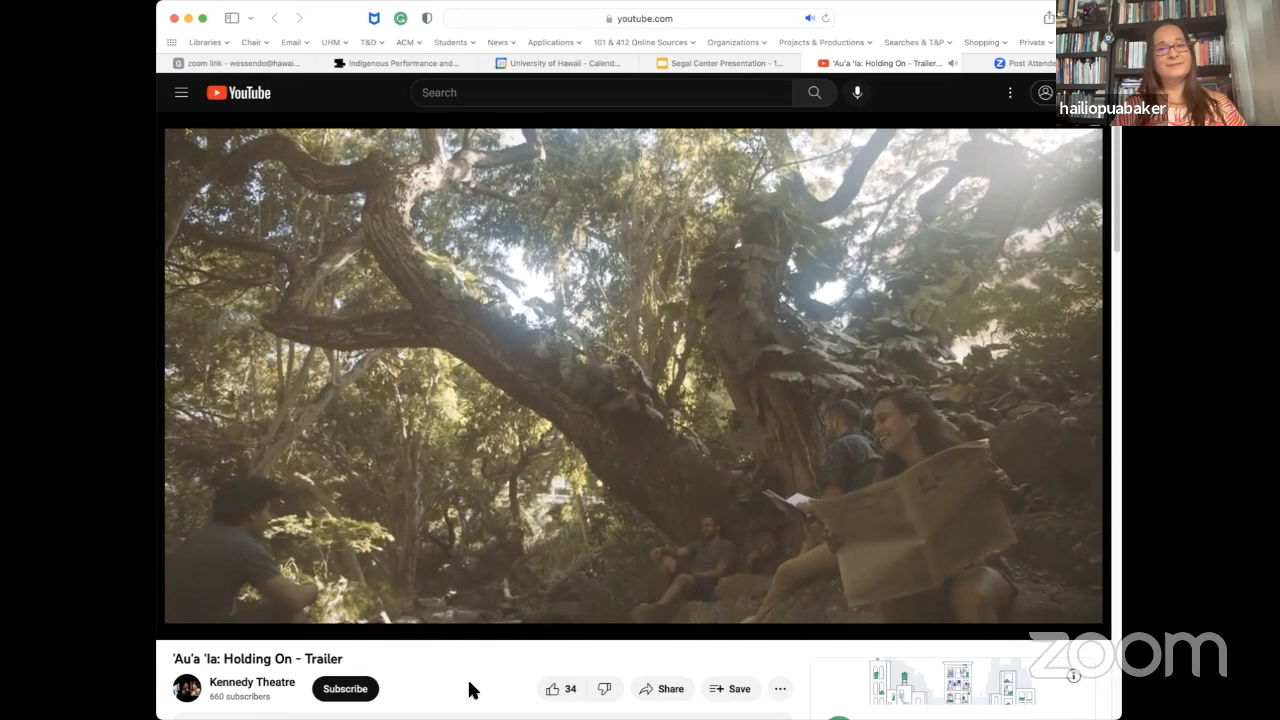 youtube.com
Libraries Chair Email UHM T&D ACM Students News Applications 101 & 412 Online Sources Organizations Projects & Productions Searches & T&P Shopping Private
zoom link - wessendo@hawai... Indigenous Performance and... University of Hawaii - Calend... Segal Center Presentation - 1... 'Au'a 'Ia: Holding On - Trailer... Post Attende
hailiopuabaker
YouTube
Search
'Au'a 'Ia: Holding On - Trailer
Kennedy Theatre
660 subscribers
Subscribe
34
Share
Save
zoom